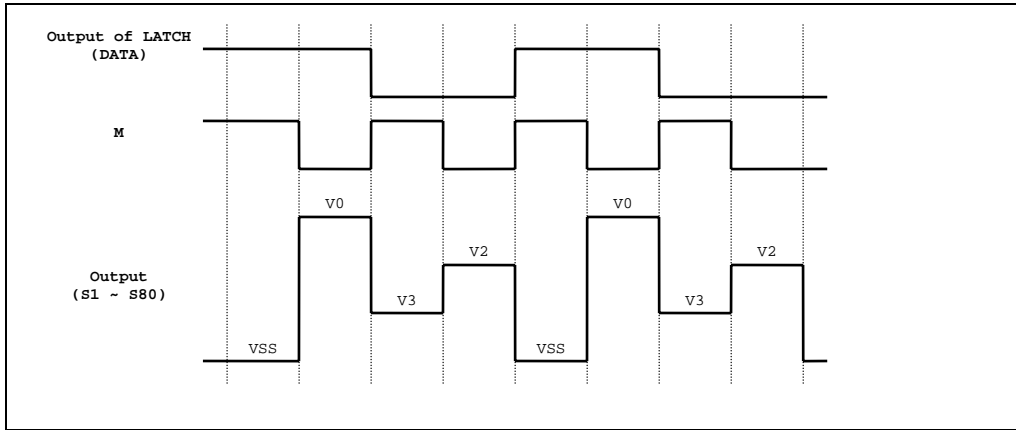 Output of LATCH
(DATA)
M
V0
V0
V2
V2
Output
(S1 ~ S80)
V3
V3
VSS
VSS